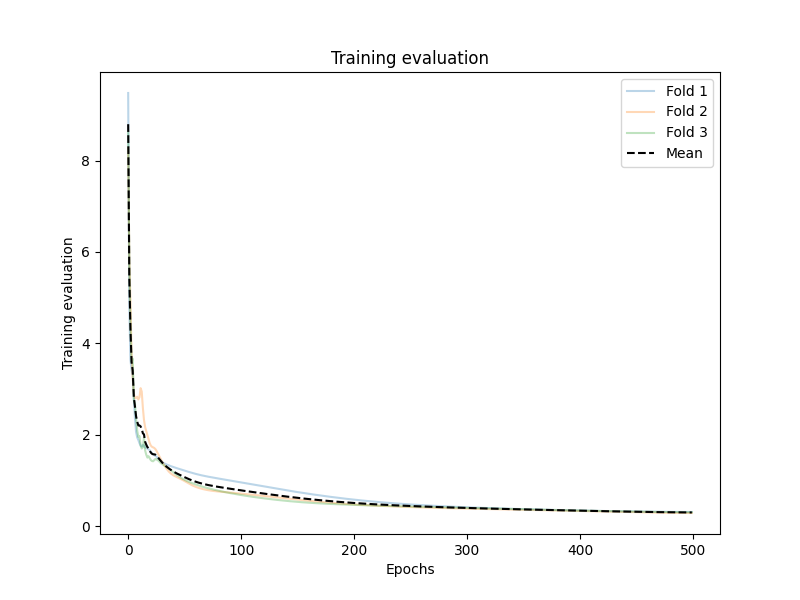 Training evaluation
Fold 1
Fold 2
Fold 3
Mean
Training evaluation
8
6
4
2
0
0 100 200 300 400 500
Epochs